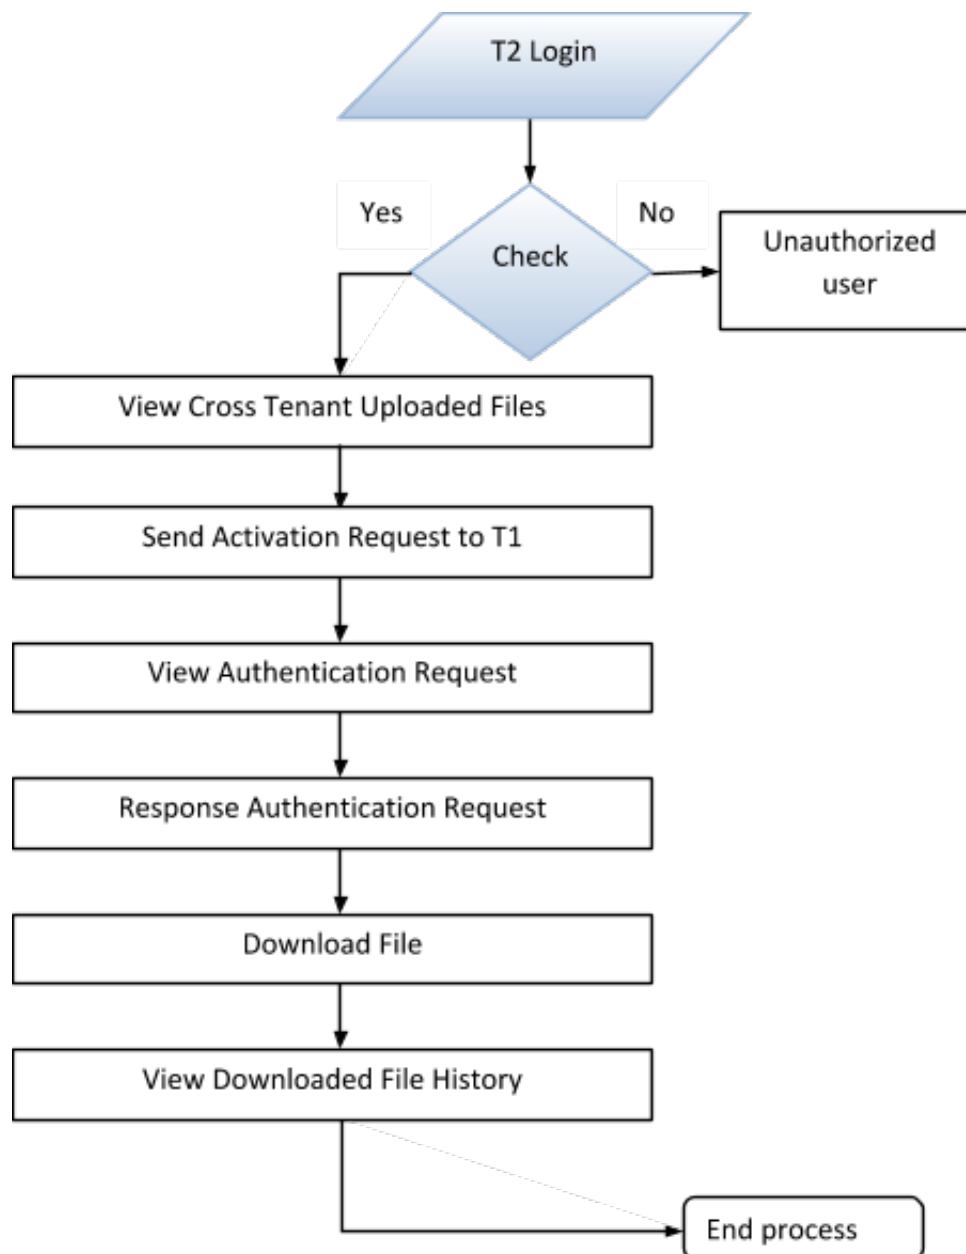 T2 Login
Yes
No
Check
Unauthorized
user
View Cross Tenant Uploaded Files
Send Activation Request to T1
View Authentication Request
Response Authentication Request
Download File
View Downloaded File History
End process